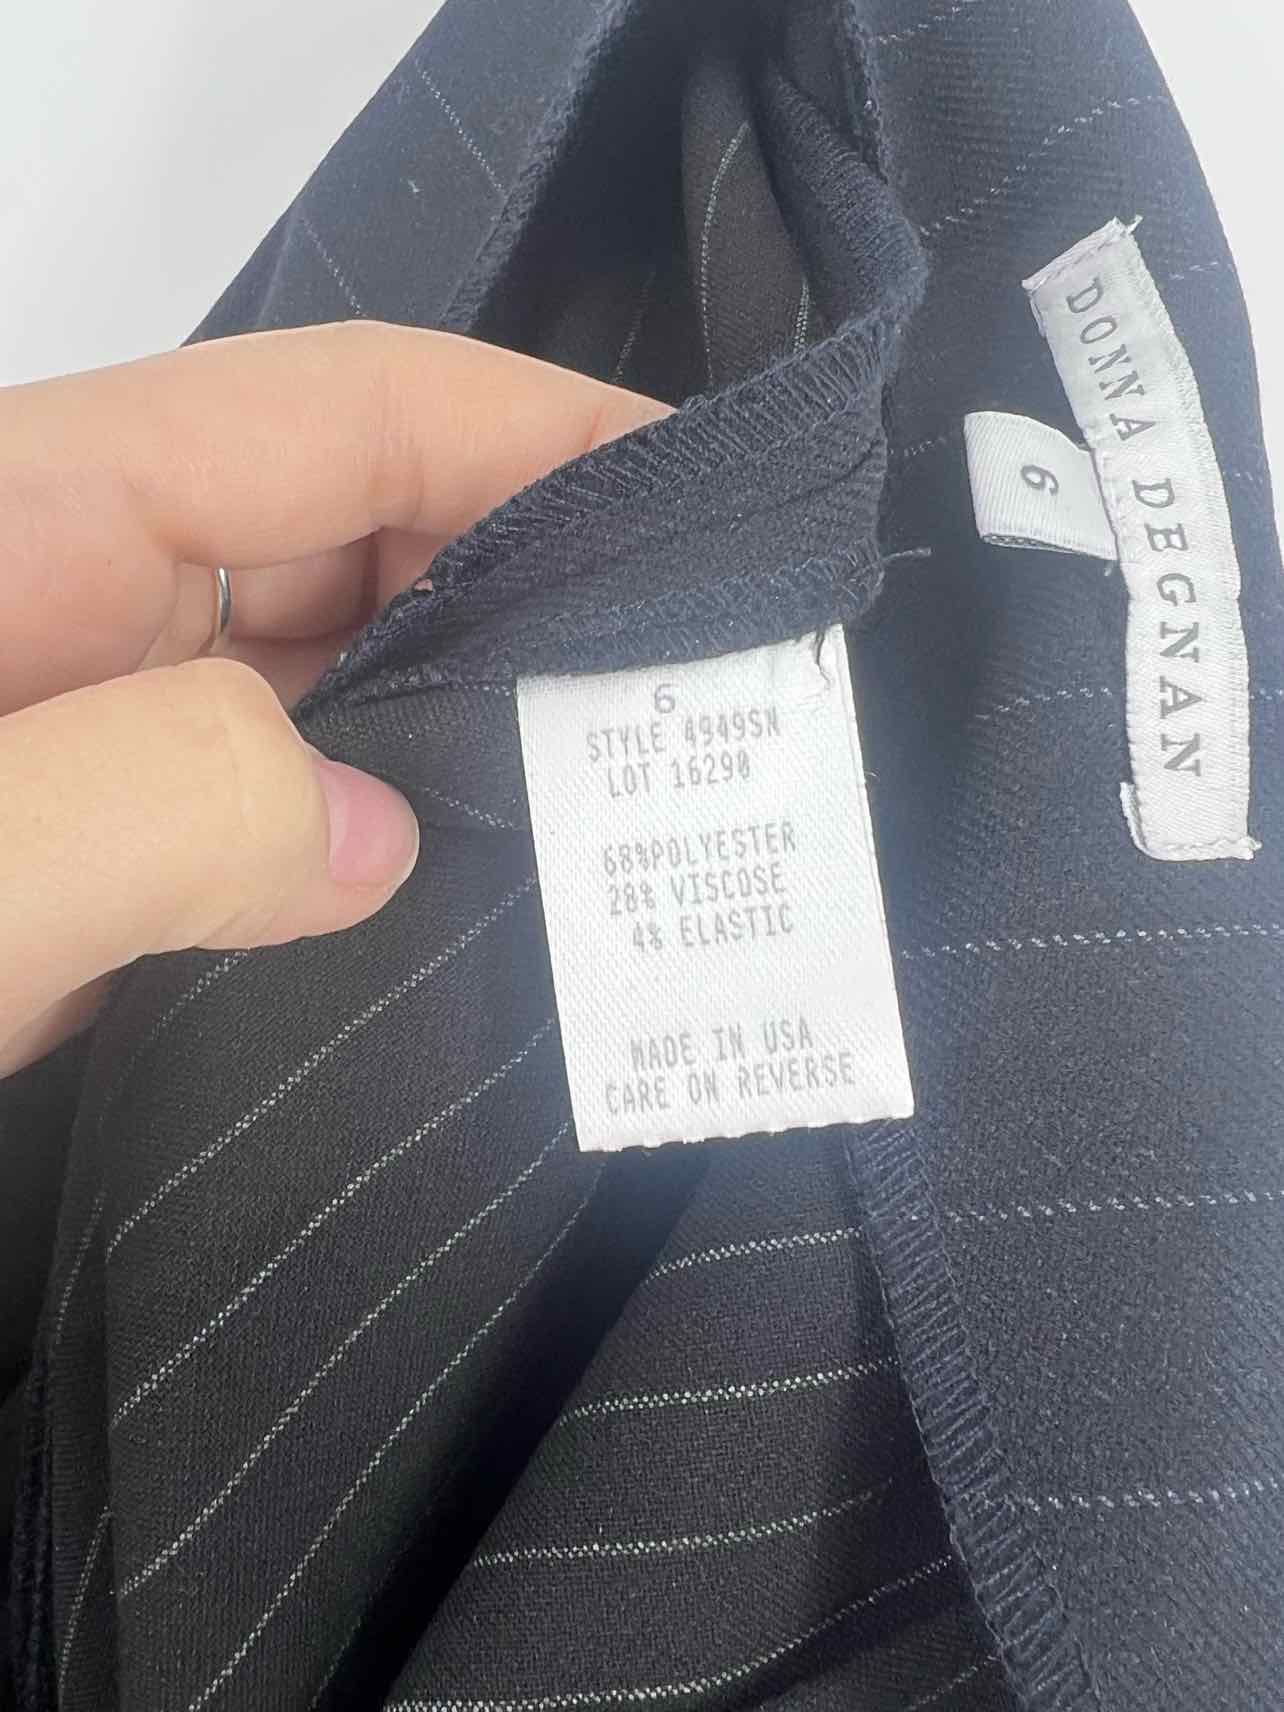 DONNA DEGNAN
6
6
STYLE 4949SN
LOT 16290
68%POLYESTER
28% VISCOSE
4% ELASTIC
MADE IN USA
CARE ON REVERSE